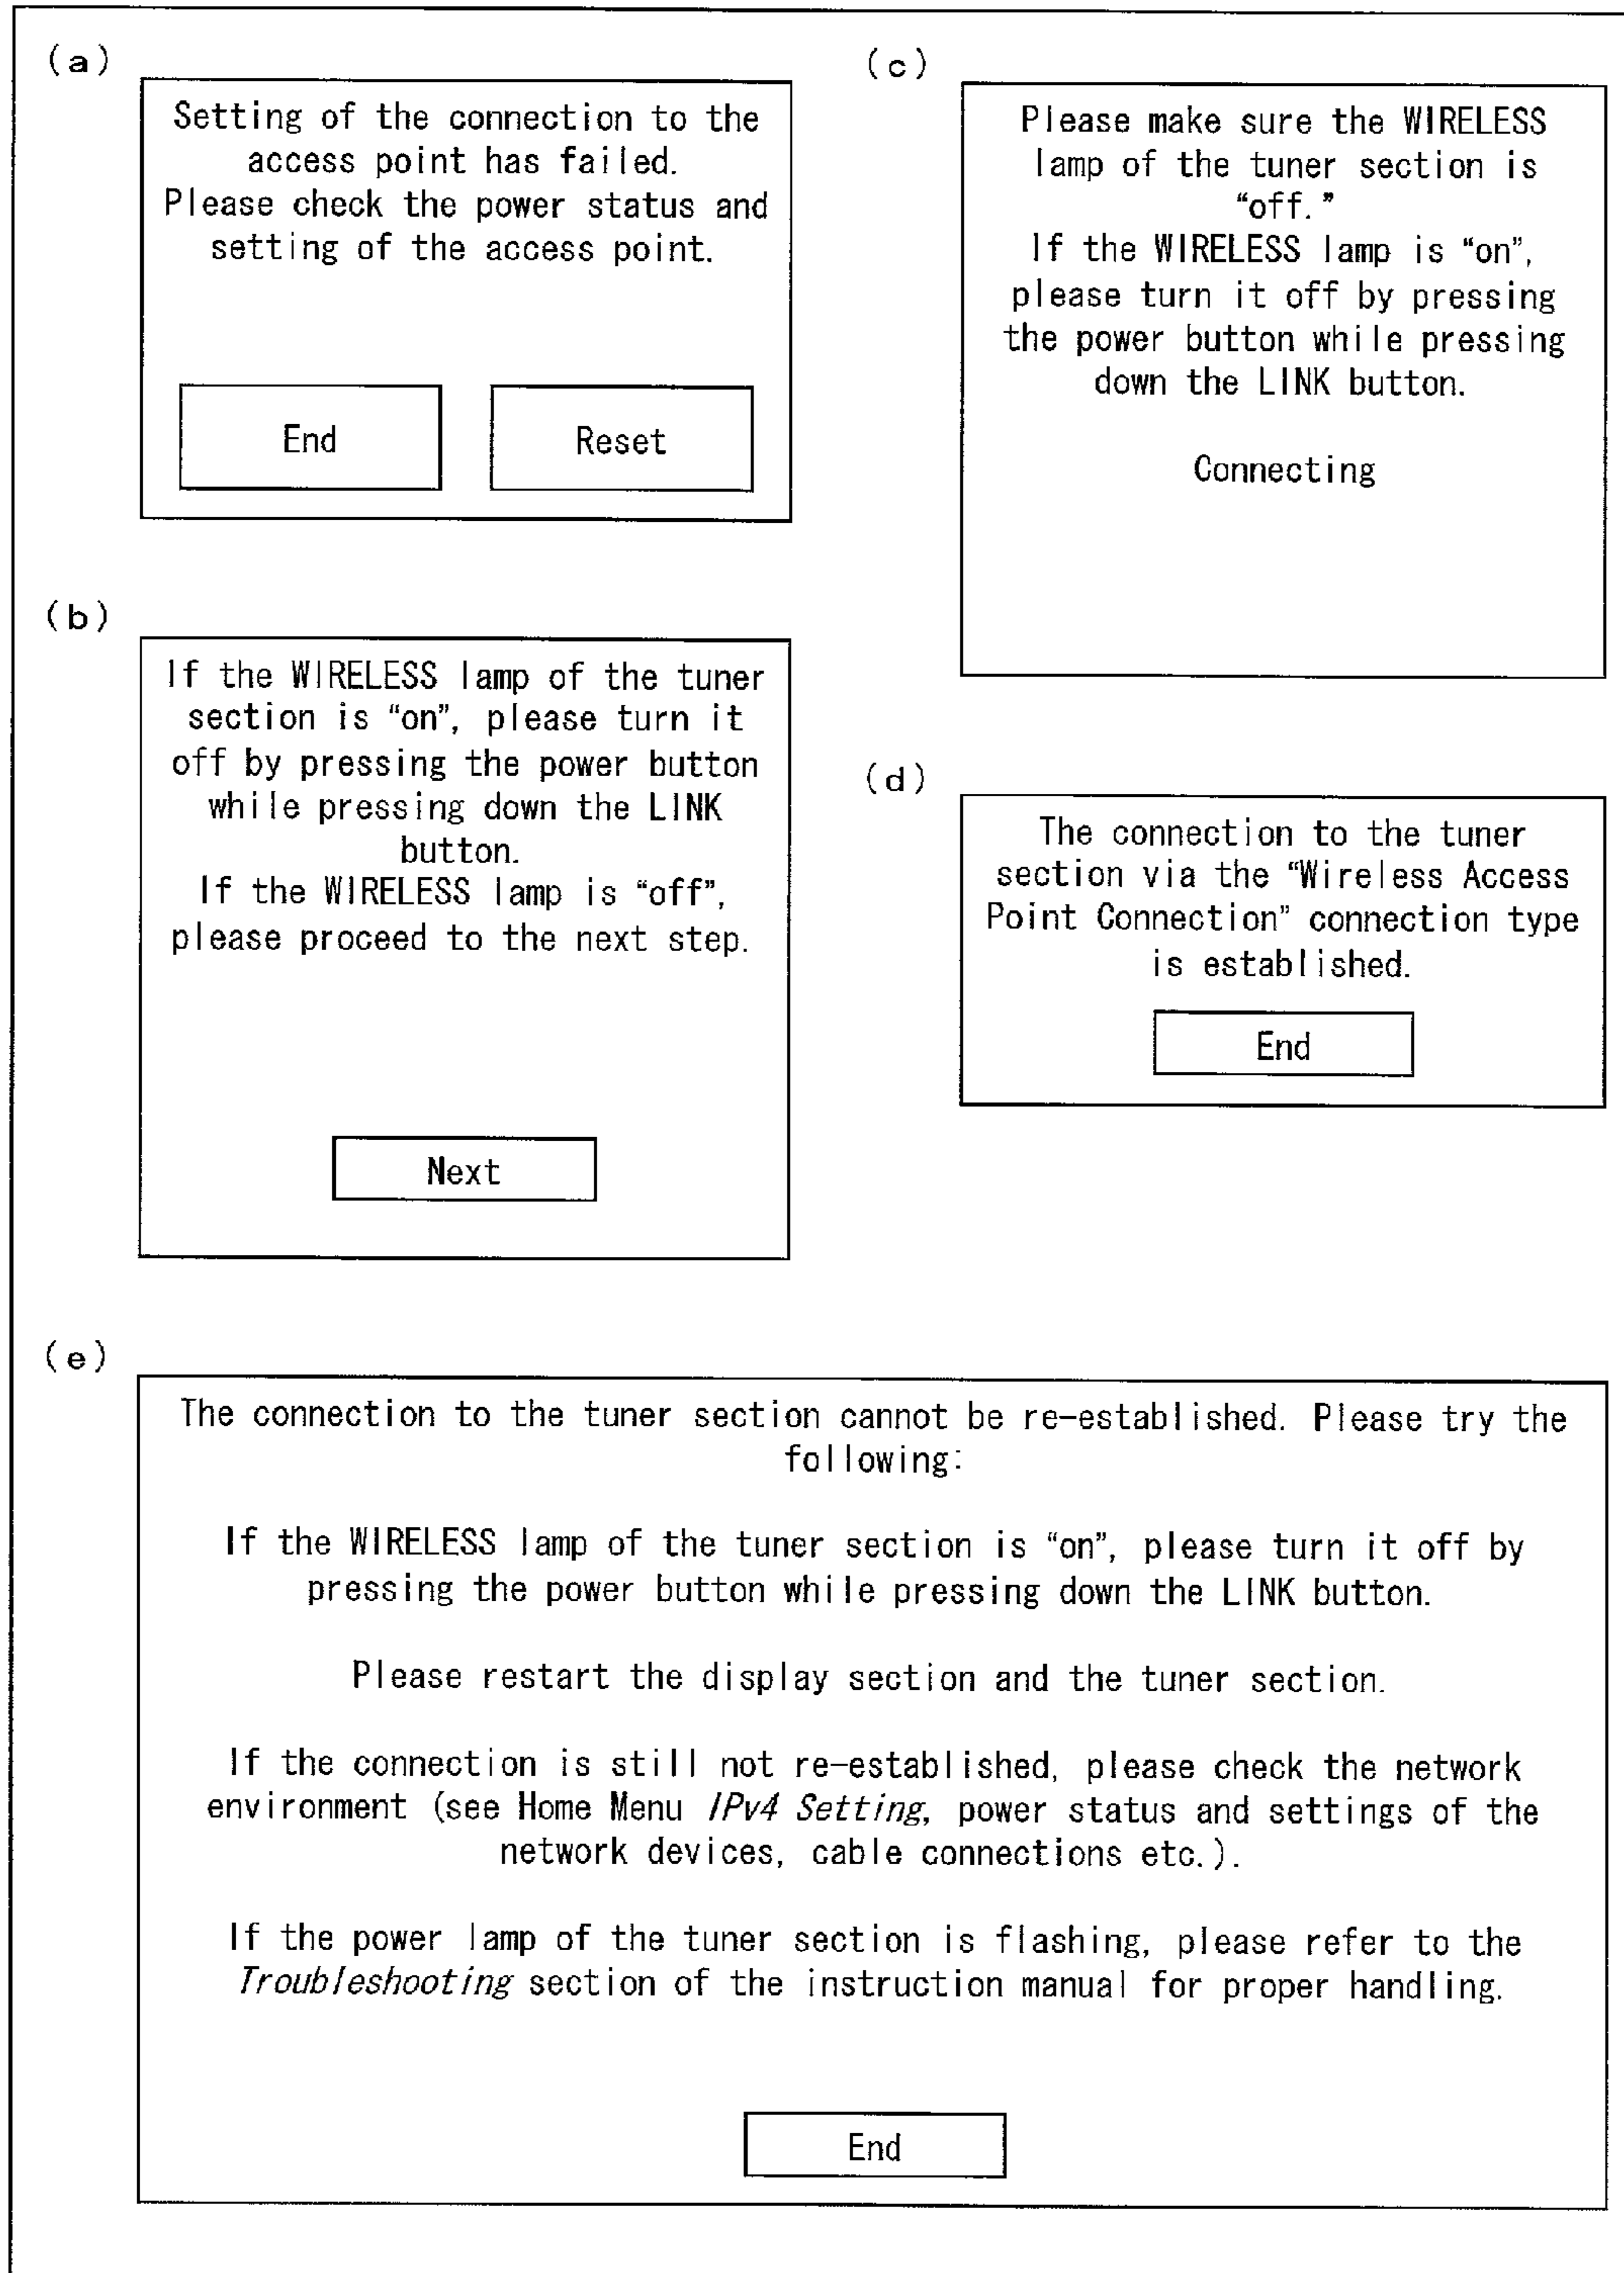 (a)
Setting of the connection to the
access point has failed.
Please check the power status and
setting of the access point.
End
Reset
(b)
If the WIRELESS lamp of the tuner
section is “on”, please turn it
off by pressing the power button
while pressing down the LINK
button.
If the WIRELESS lamp is “off”,
please proceed to the next step.
Next
(c)
Please make sure the WIRELESS
lamp of the tuner section is
“off.”
If the WIRELESS lamp is “on”,
please turn it off by pressing
the power button while pressing
down the LINK button.
Connecting
(d)
The connection to the tuner
section via the “Wireless Access
Point Connection” connection type
is established.
End
(e)
The connection to the tuner section cannot be re-established. Please try the
following:
If the WIRELESS lamp of the tuner section is “on”, please turn it off by
pressing the power button while pressing down the LINK button.
Please restart the display section and the tuner section.
If the connection is still not re-established, please check the network
environment (see Home Menu IPv4 Setting, power status and settings of the
network devices, cable connections etc.).
If the power lamp of the tuner section is flashing, please refer to the
Troubleshooting section of the instruction manual for proper handling.
End